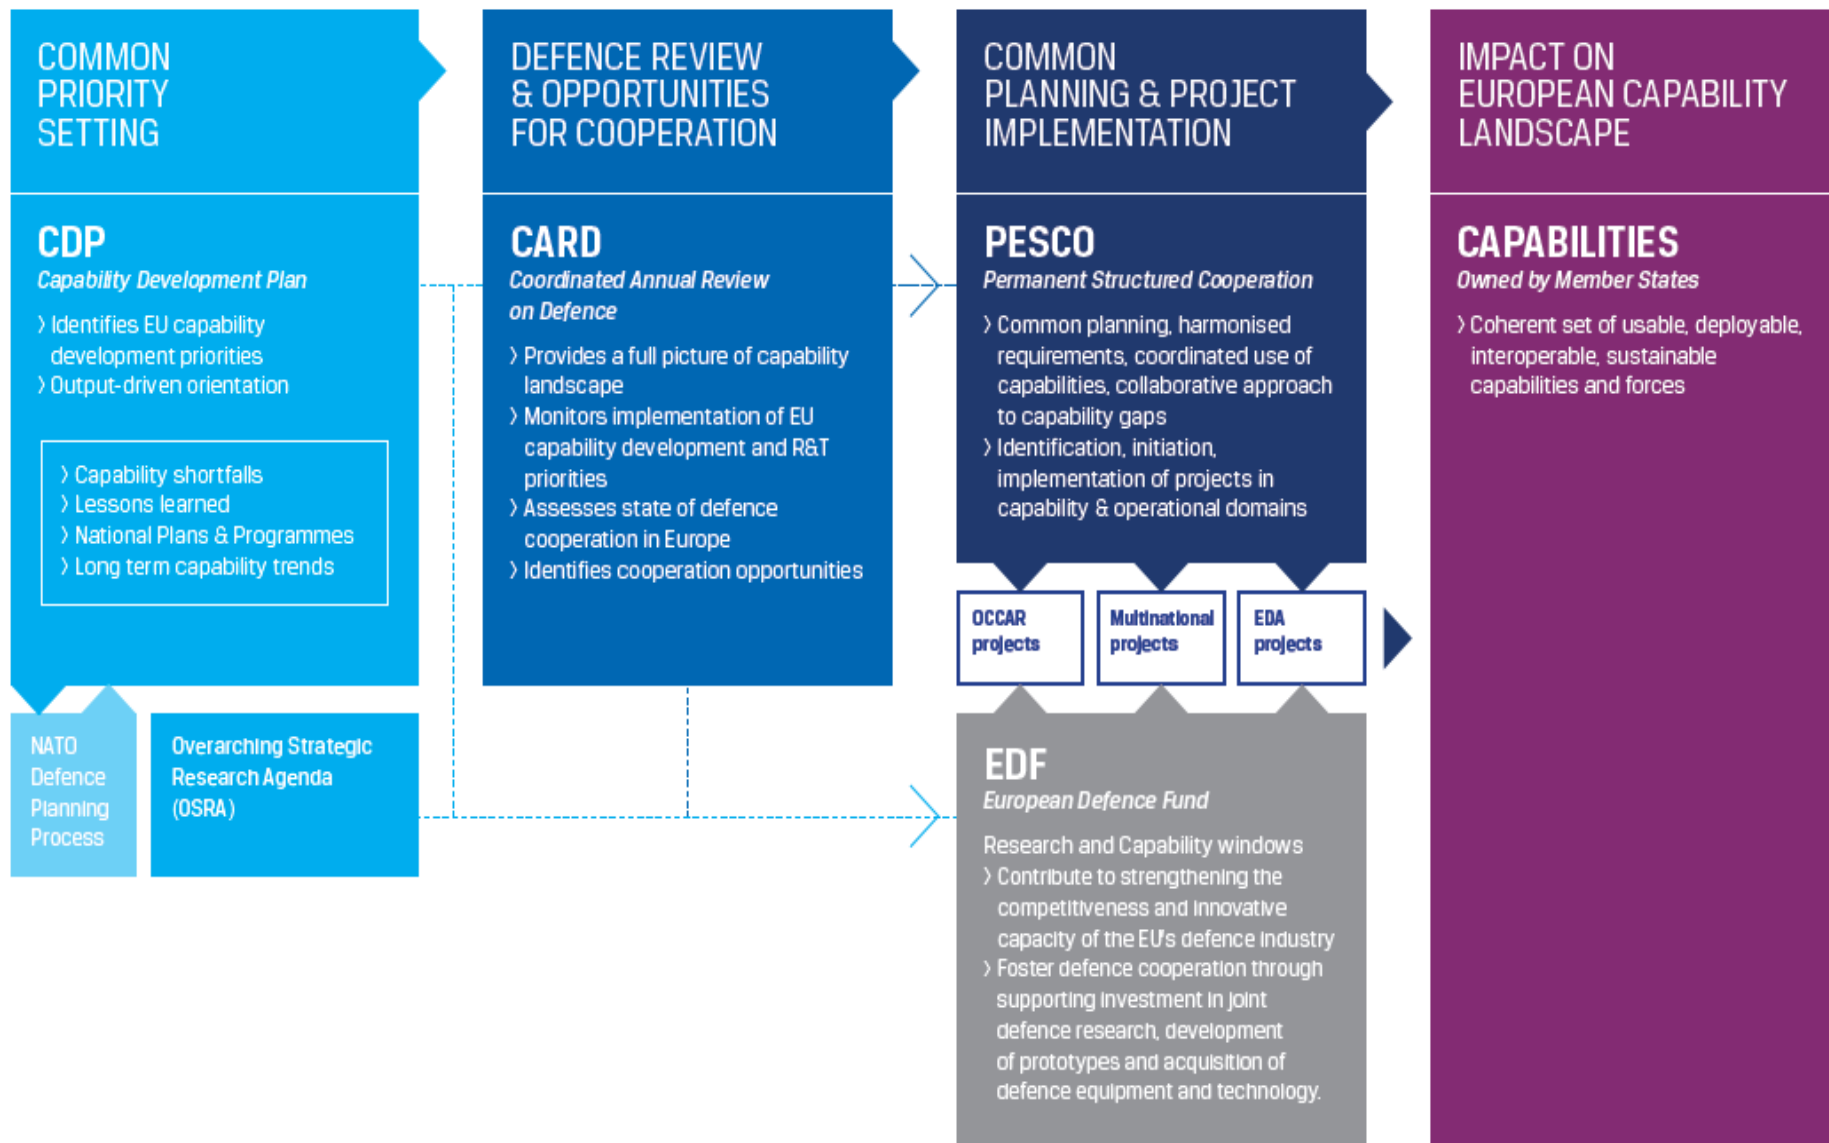 COMMON
PRIORITY
SETTING
CDP
Capability Development Plan
› Identifies EU capability
development priorities
› Output-driven orientation
› Capability shortfalls
› Lessons learned
› National Plans & Programmes
› Long term capability trends
NATO
Defence
Planning
Process
Overarching Strategic
Research Agenda
(OSRA)
DEFENCE REVIEW
& OPPORTUNITIES
FOR COOPERATION
CARD
Coordinated Annual Review
on Defence
› Provides a full picture of capability
landscape
› Monitors implementation of EU
capability development and R&T
priorities
› Assesses state of defence
cooperation in Europe
› Identifies cooperation opportunities
COMMON
PLANNING & PROJECT
IMPLEMENTATION
PESCO
Permanent Structured Cooperation
› Common planning, harmonised
requirements, coordinated use of
capabilities, collaborative approach
to capability gaps
› Identification, initiation,
implementation of projects in
capability & operational domains
OCCAR
projects
Multinational
projects
EDA
projects
EDF
European Defence Fund
Research and Capability windows
› Contribute to strengthening the
competitiveness and innovative
capacity of the EU's defence industry
› Foster defence cooperation through
supporting investment in joint
defence research, development
of prototypes and acquisition of
defence equipment and technology.
IMPACT ON
EUROPEAN CAPABILITY
LANDSCAPE
CAPABILITIES
Owned by Member States
› Coherent set of usable, deployable,
interoperable, sustainable
capabilities and forces